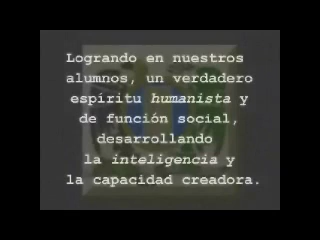 Logrando en nuestros
alumnos, un verdadero
espíritu humanista y
de función social,
desarrollando
la inteligencia y
la capacidad creadora.